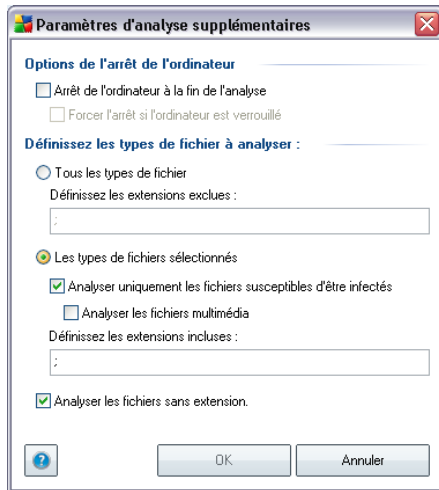 Paramètres d'analyse supplémentaires
Options de l'arrêt de l'ordinateur
Arrêt de l'ordinateur à la fin de l'analyse
Forcer l'arrêt si l'ordinateur est verrouillé
Définissez les types de fichier à analyser :
Tous les types de fichier
Définissez les extensions exclues :
;
Les types de fichiers sélectionnés
Analyser uniquement les fichiers susceptibles d'être infectés
Analyser les fichiers multimédia
Définissez les extensions incluses :
;
Analyser les fichiers sans extension.
?
OK
Annuler